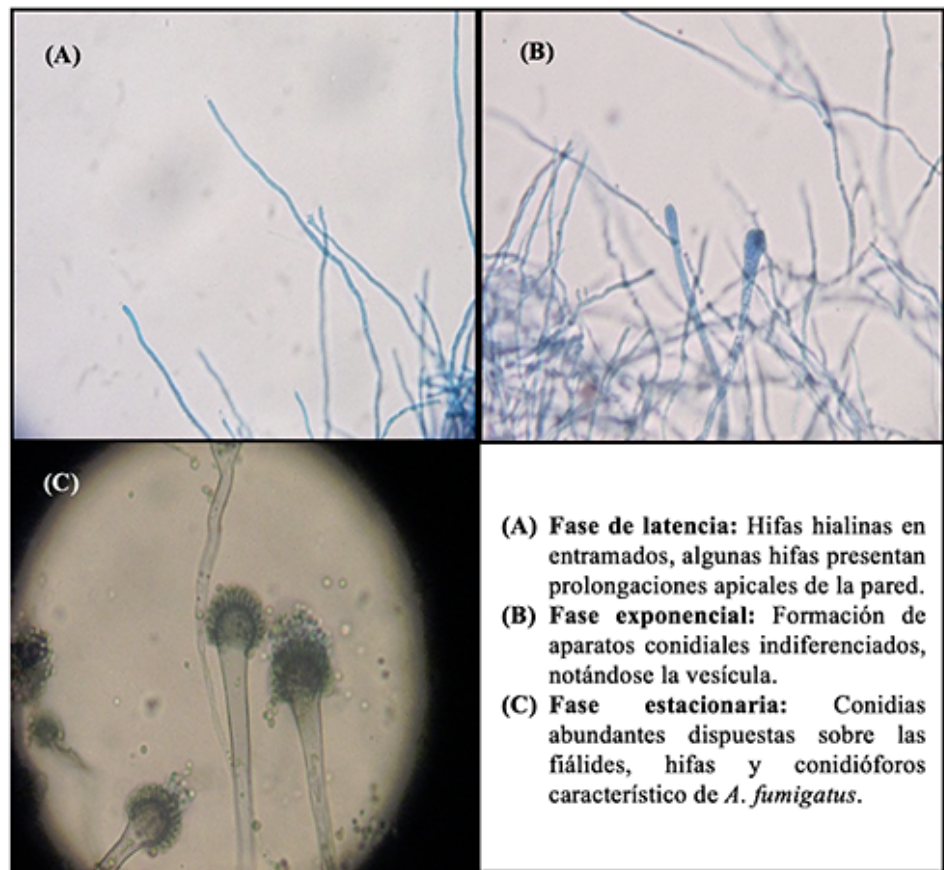 (A)
(B)
(C)
(A) Fase de latencia: Hifas hialinas en
entramados, algunas hifas presentan
prolongaciones apicales de la pared.
(B) Fase exponencial: Formación de
aparatos conidiales indiferenciados,
notándose la vesícula.
(C) Fase estacionaria: Conidias
abundantes dispuestas sobre las
fiálides, hifas y conidióforos
característico de A. fumigatus.